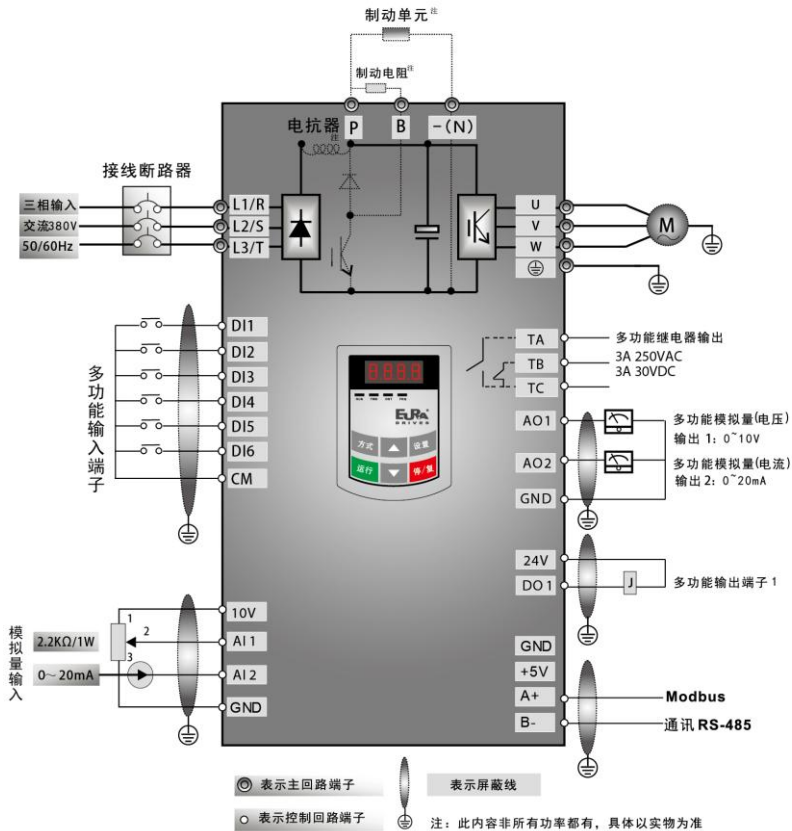 制动单元注
制动电阻注
P B -(N)
电抗器注
接线断路器
三相输入
交流380V
50/60Hz
L1/R
L2/S
L3/T
U
V
W
M
多功能输入端子
DI1
DI2
DI3
DI4
DI5
DI6
CM
8888
EURA
DRIVES
方式
设置
运行
停/复
TA
TB
TC
多功能继电器输出
3A 250VAC
3A 30VDC
AO1
AO2
GND
多功能模拟量(电压)
输出 1: 0~10V
多功能模拟量(电流)
输出 2: 0~20mA
24V
DO1
J
多功能输出端子 1
模拟量输入
2.2KΩ/1W
0~20mA
1
2
3
10V
AI1
AI2
GND
GND
+5V
A+
B-
Modbus
通讯 RS-485
表示主回路端子
表示屏蔽线
表示控制回路端子
注: 此内容非所有功率都有, 具体以实物为准